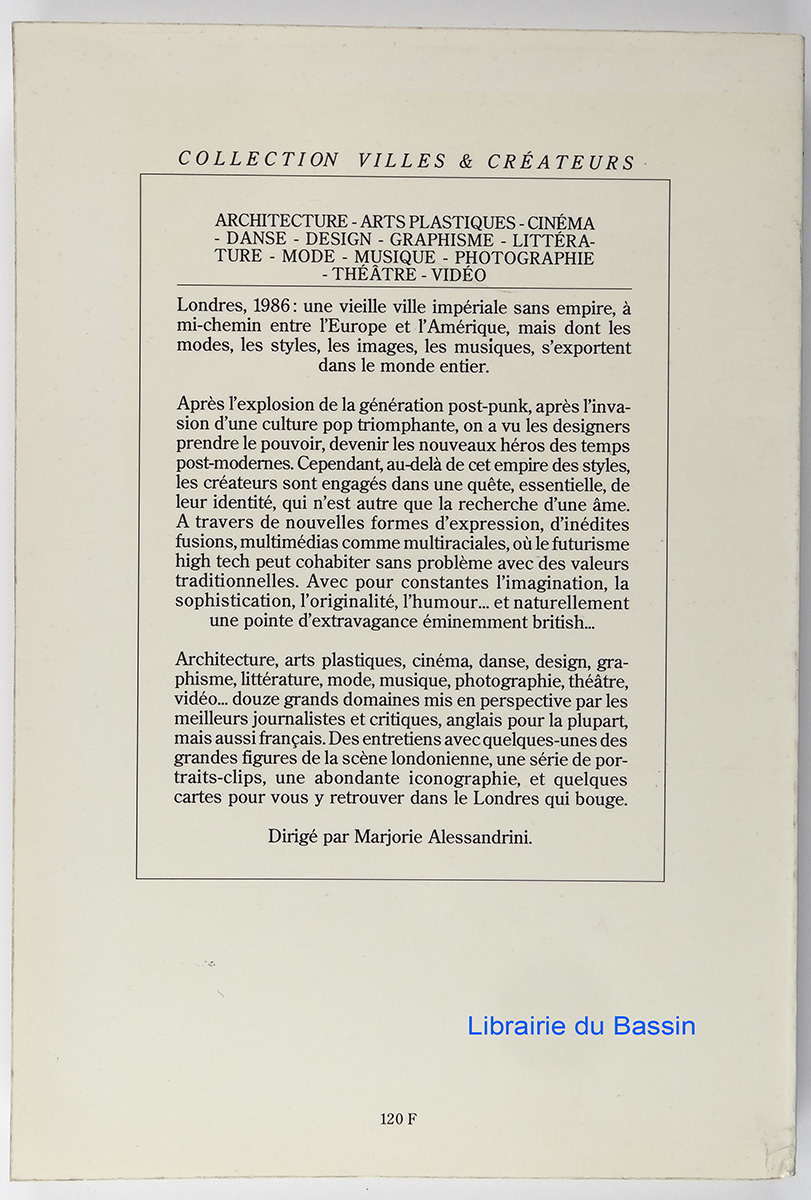 COLLECTION VILLES & CRÉATEURS
ARCHITECTURE - ARTS PLASTIQUES - CINÉMA
- DANSE - DESIGN - GRAPHISME - LITTÉRA-
TURE - MODE - MUSIQUE - PHOTOGRAPHIE
- THÉÂTRE - VIDÉO
Londres, 1986 : une vieille ville impériale sans empire, à
mi-chemin entre l'Europe et l'Amérique, mais dont les
modes, les styles, les images, les musiques, s'exportent
dans le monde entier.
Après l'explosion de la génération post-punk, après l'inva-
sion d'une culture pop triomphante, on a vu les designers
prendre le pouvoir, devenir les nouveaux héros des temps
post-modernes. Cependant, au-delà de cet empire des styles,
les créateurs sont engagés dans une quête, essentielle, de
leur identité, qui n'est autre que la recherche d'une âme.
A travers de nouvelles formes d'expression, d'inédites
fusions, multimédias comme multiraciales, où le futurisme
high tech peut cohabiter sans problème avec des valeurs
traditionnelles. Avec pour constantes l'imagination, la
sophistication, l'originalité, l'humour... et naturellement
une pointe d'extravagance éminemment british...
Architecture, arts plastiques, cinéma, danse, design, gra-
phisme, littérature, mode, musique, photographie, théâtre,
vidéo... douze grands domaines mis en perspective par les
meilleurs journalistes et critiques, anglais pour la plupart,
mais aussi français. Des entretiens avec quelques-unes des
grandes figures de la scène londonienne, une série de por-
traits-clips, une abondante iconographie, et quelques
cartes pour vous y retrouver dans le Londres qui bouge.
Dirigé par Marjorie Alessandrini.
Librairie du Bassin
120 F